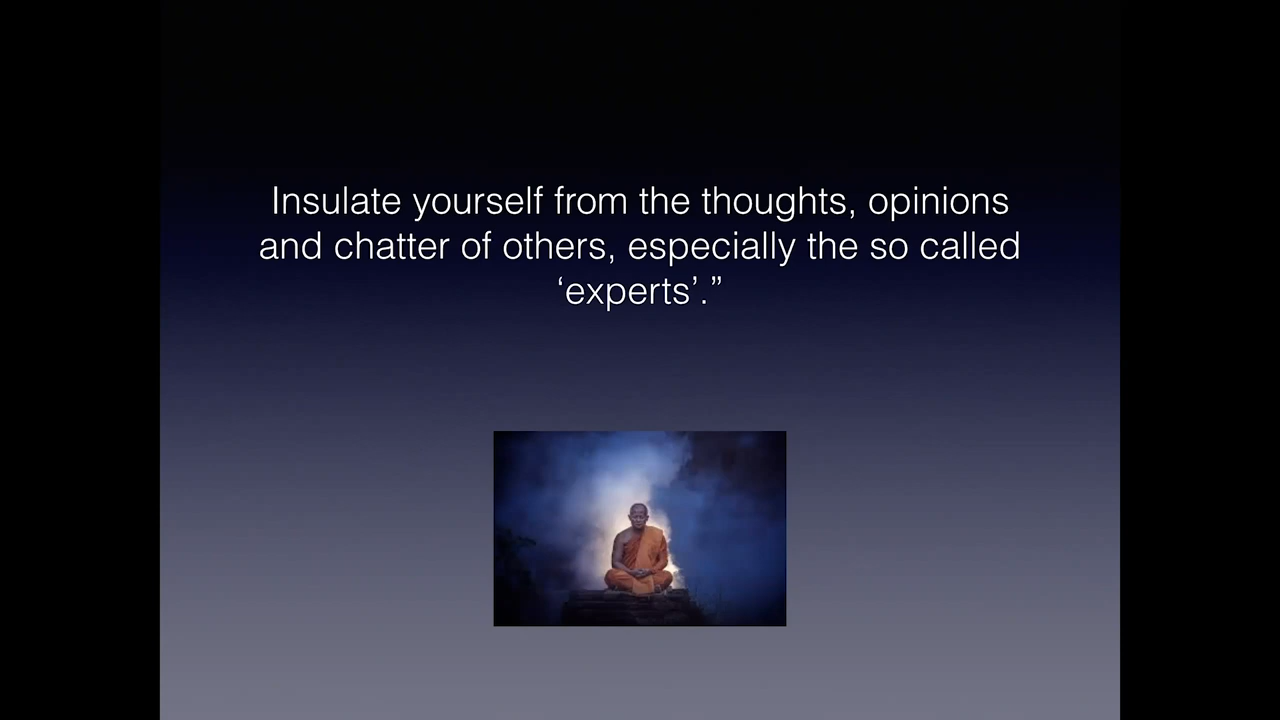 Insulate yourself from the thoughts, opinions
and chatter of others, especially the so called
‘experts’.”